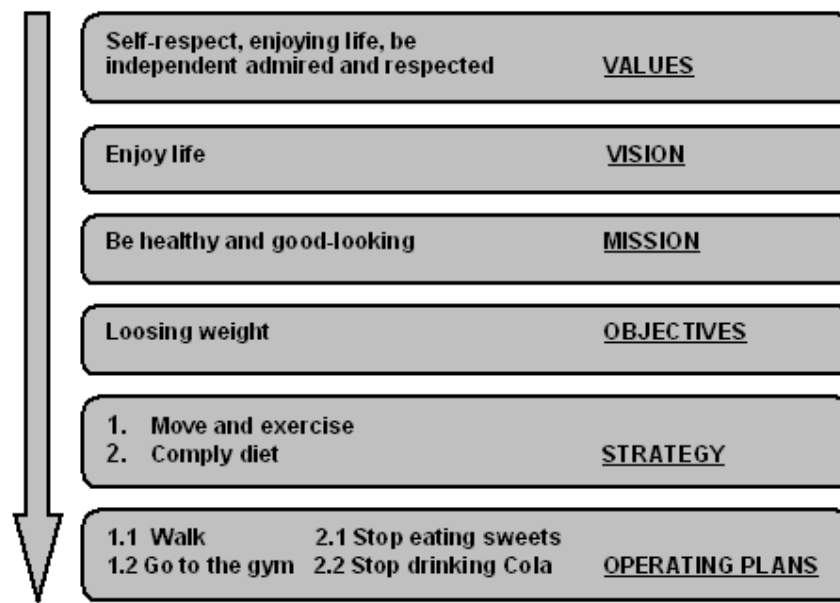 Self-respect, enjoying life, be
independent admired and respected VALUES
Enjoy life VISION
Be healthy and good-looking MISSION
Loosing weight OBJECTIVES
1. Move and exercise
2. Comply diet STRATEGY
1.1 Walk 2.1 Stop eating sweets
1.2 Go to the gym 2.2 Stop drinking Cola OPERATING PLANS